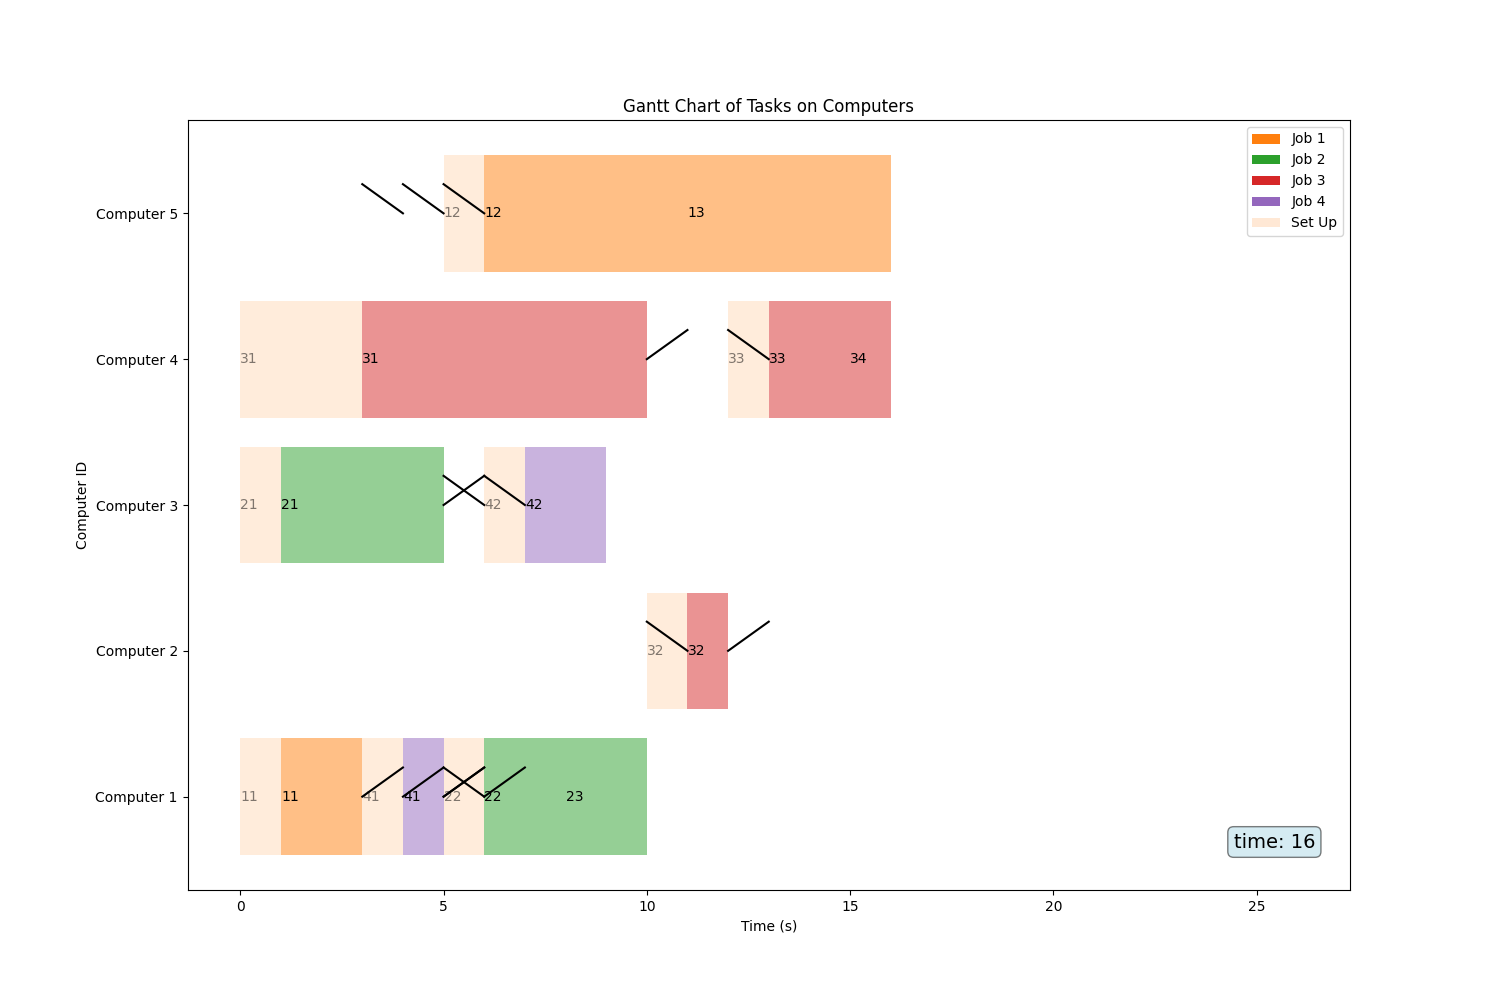 Gantt Chart of Tasks on Computers
Job 1
Job 2
Job 3
Job 4
Set Up
Computer 5
12
12
13
Computer 4
31
31
33
33
34
Computer ID
Computer 3
21
21
42
42
Computer 2
32
32
Computer 1
11
11
41
41
22
22
23
time: 16
0
5
10
15
20
25
Time (s)